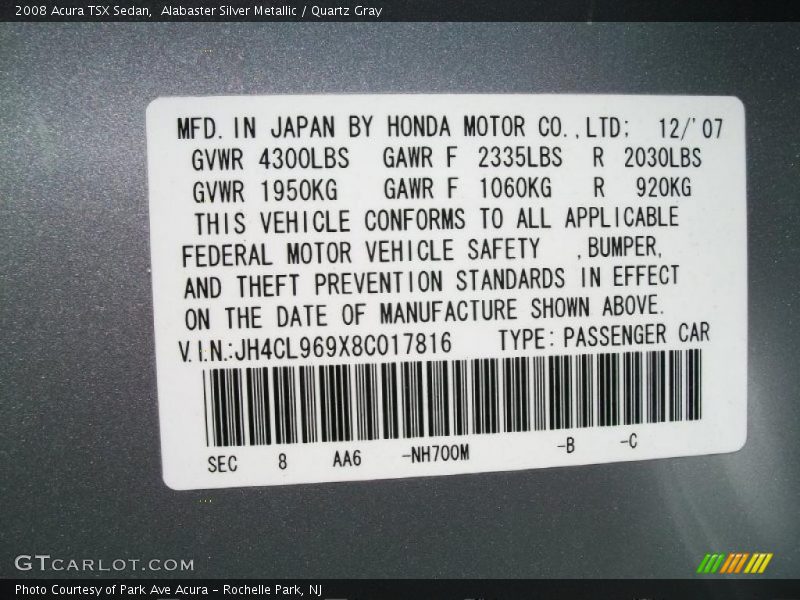 2008 Acura TSX Sedan,  Alabaster Silver Metallic / Quartz Gray
MFD. IN JAPAN BY HONDA MOTOR CO.,LTD; 12/'07
GVWR 4300LBS GAWR F 2335LBS R 2030LBS
GVWR 1950KG GAWR F 1060KG R 920KG
THIS VEHICLE CONFORMS TO ALL APPLICABLE
FEDERAL MOTOR VEHICLE SAFETY ,BUMPER,
AND THEFT PREVENTION STANDARDS IN EFFECT
ON THE DATE OF MANUFACTURE SHOWN ABOVE.
V.I.N.:JH4CL969X8C017816 TYPE: PASSENGER CAR
SEC 8 AA6 -NH700M -B -C
GTCARLOT.COM
Photo Courtesy of Park Ave Acura - Rochelle Park, NJ